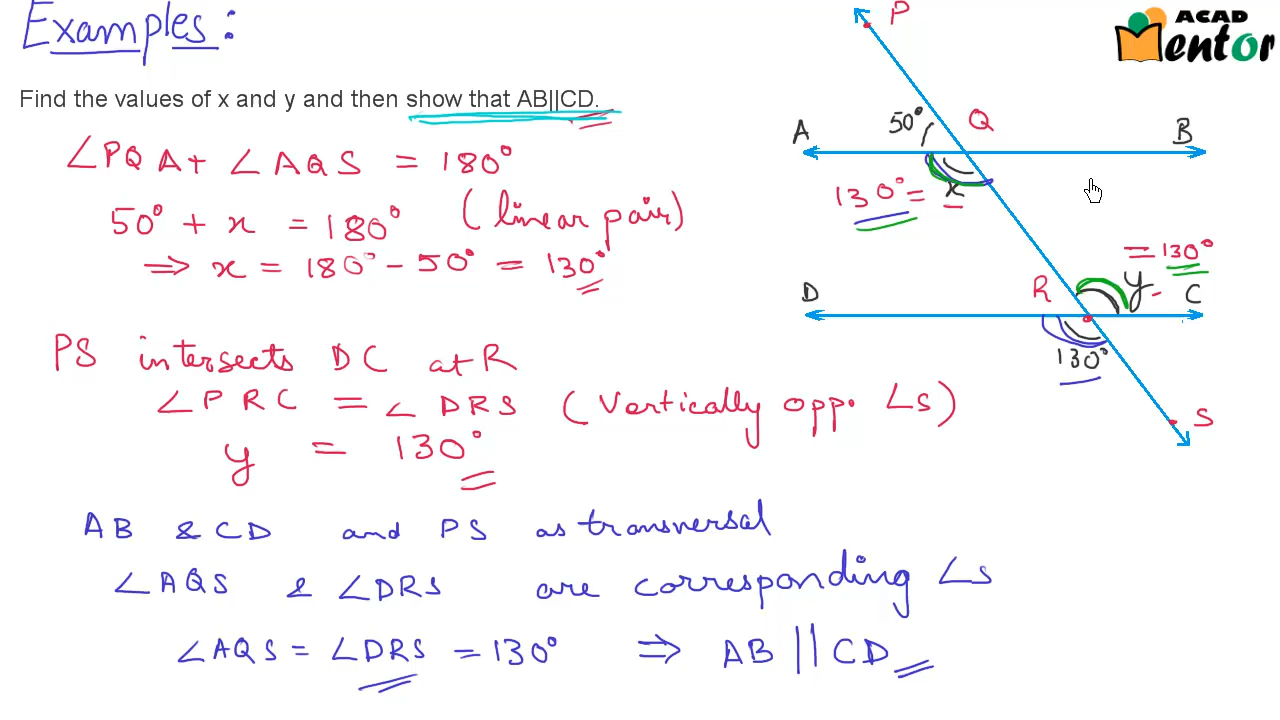 Examples:
Find the values of x and y and then show that AB||CD.
∠PQA + ∠AQS = 180°
50° + x = 180° (linear pair)
⇒ x = 180° - 50° = 130°
PS intersects DC at R
∠PRC = ∠DRS (Vertically opp. ∠s)
y = 130°
AB & CD and PS as transversal
∠AQS & ∠DRS are corresponding ∠s
∠AQS = ∠DRS = 130° ⇒ AB || CD
P
ACAD
Mentor
50°
Q
A
B
130° = x
= 130°
D
R
y
C
130°
S